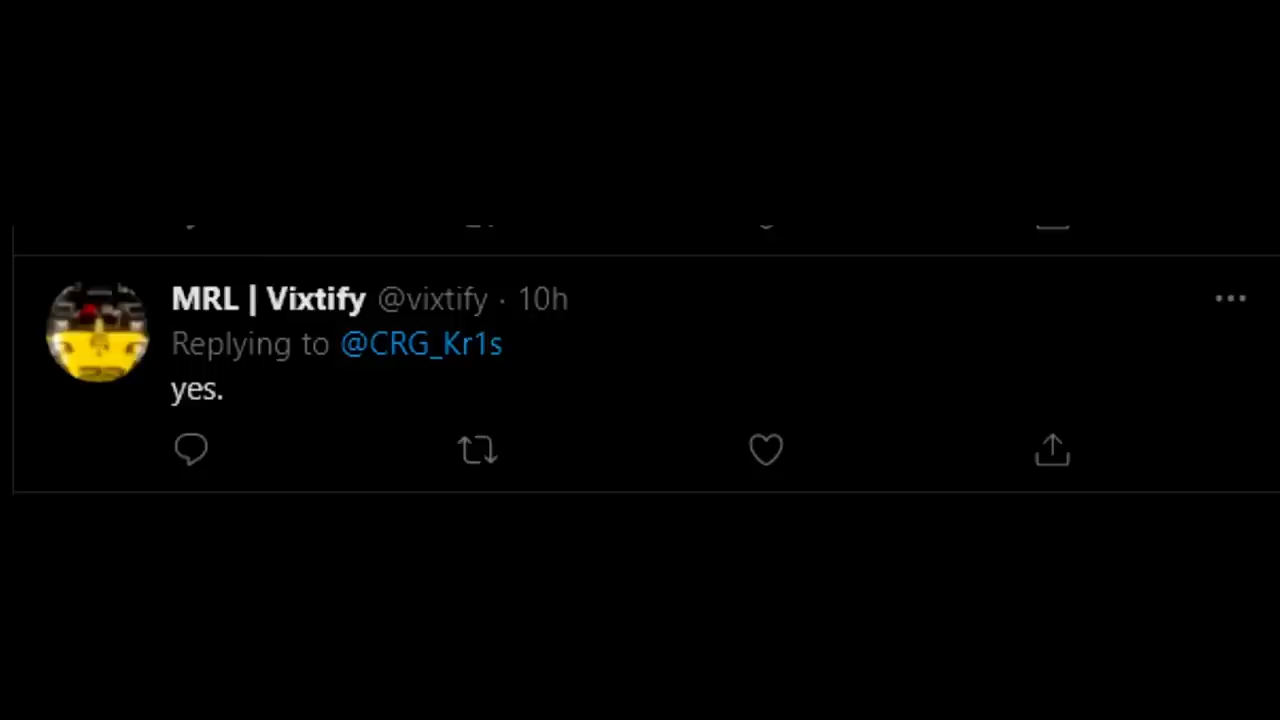 MRL | Vixtify @vixtify · 10h
Replying to @CRG_Kr1s
yes.